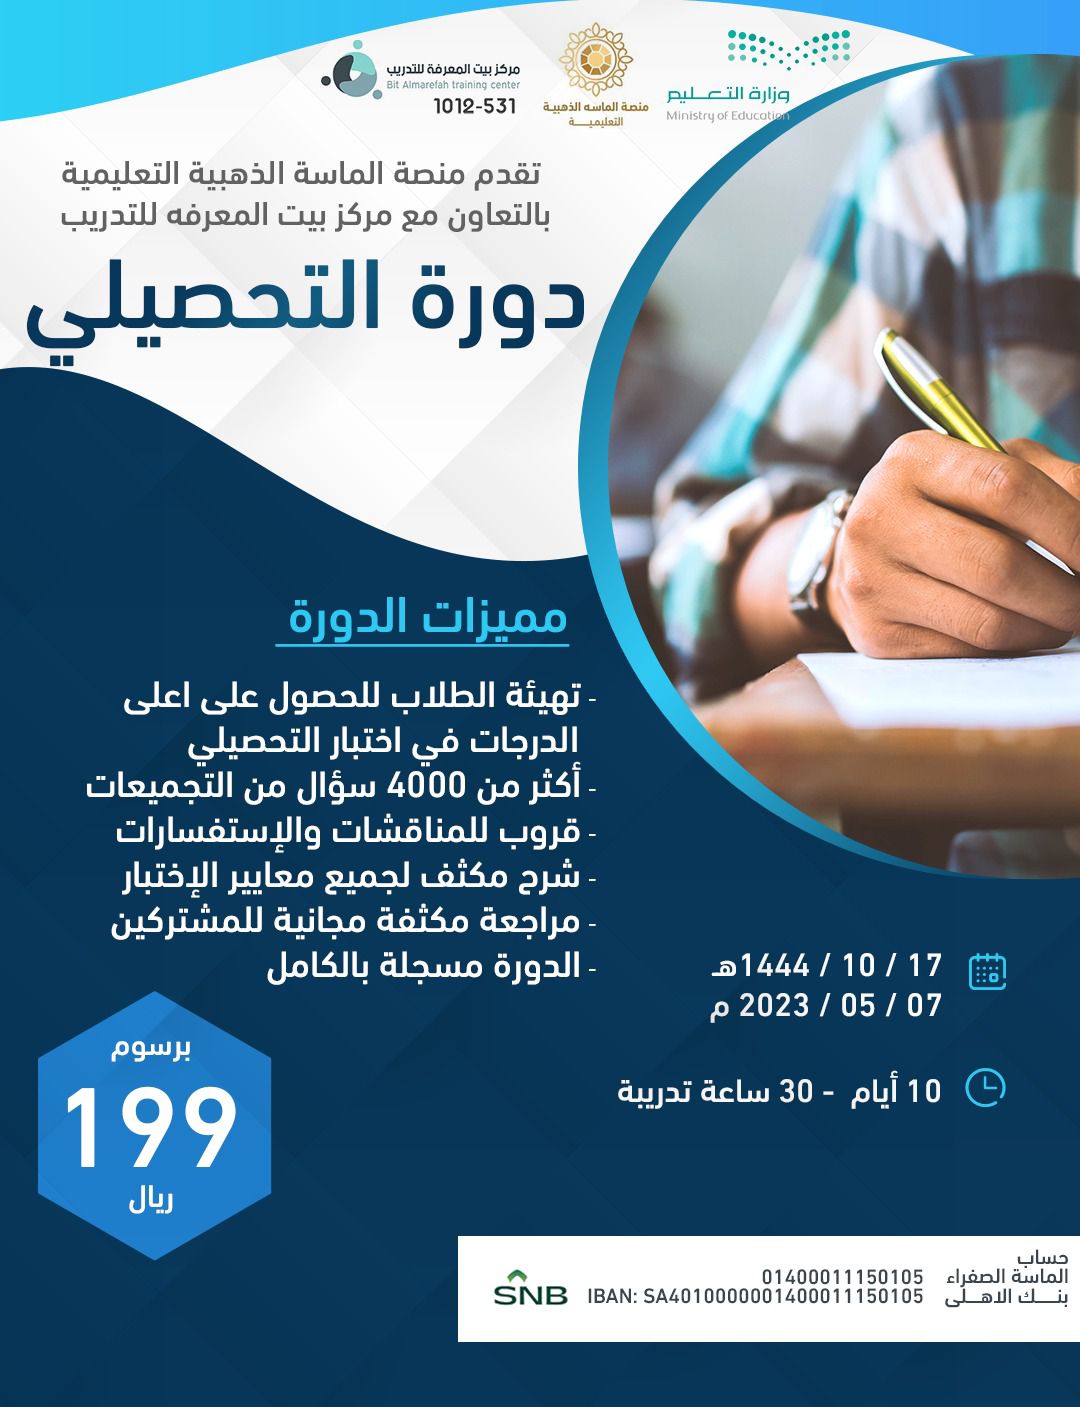 وزارة التعليم
Ministry of Education
منصة الماسه الذهبية
التعليمية
مركز بيت المعرفة للتدريب
Bit Almarefah training center
1012-531
تقدم منصة الماسة الذهبية التعليمية
بالتعاون مع مركز بيت المعرفه للتدريب
دورة التحصيلي
مميزات الدورة
- تهيئة الطلاب للحصول على اعلى
الدرجات في اختبار التحصيلي
- أكثر من 4000 سؤال من التجميعات
- قروب للمناقشات والإستفسارات
- شرح مكثف لجميع معايير الإختبار
- مراجعة مكثفة مجانية للمشتركين
- الدورة مسجلة بالكامل
17 / 10 / 1444هـ
07 / 05 / 2023 م
10 أيام - 30 ساعة تدريبة
برسوم
199
ريال
حساب
الماسة الصفراء 01400011150105
بنك الاهلى IBAN: SA4010000001400011150105
SNB